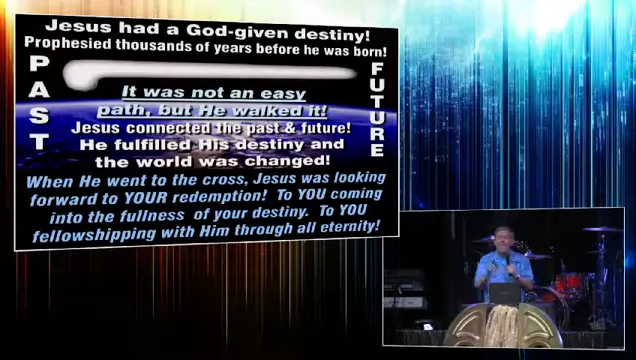 Jesus had a God-given destiny!
Prophesied thousands of years before he was born!
PAST
FUTURE
It was not an easy
path, but He walked it!
Jesus connected the past & future!
He fulfilled His destiny and
the world was changed!
When He went to the cross, Jesus was looking
forward to YOUR redemption! To YOU coming
into the fullness of your destiny. To YOU
fellowshipping with Him through all eternity!